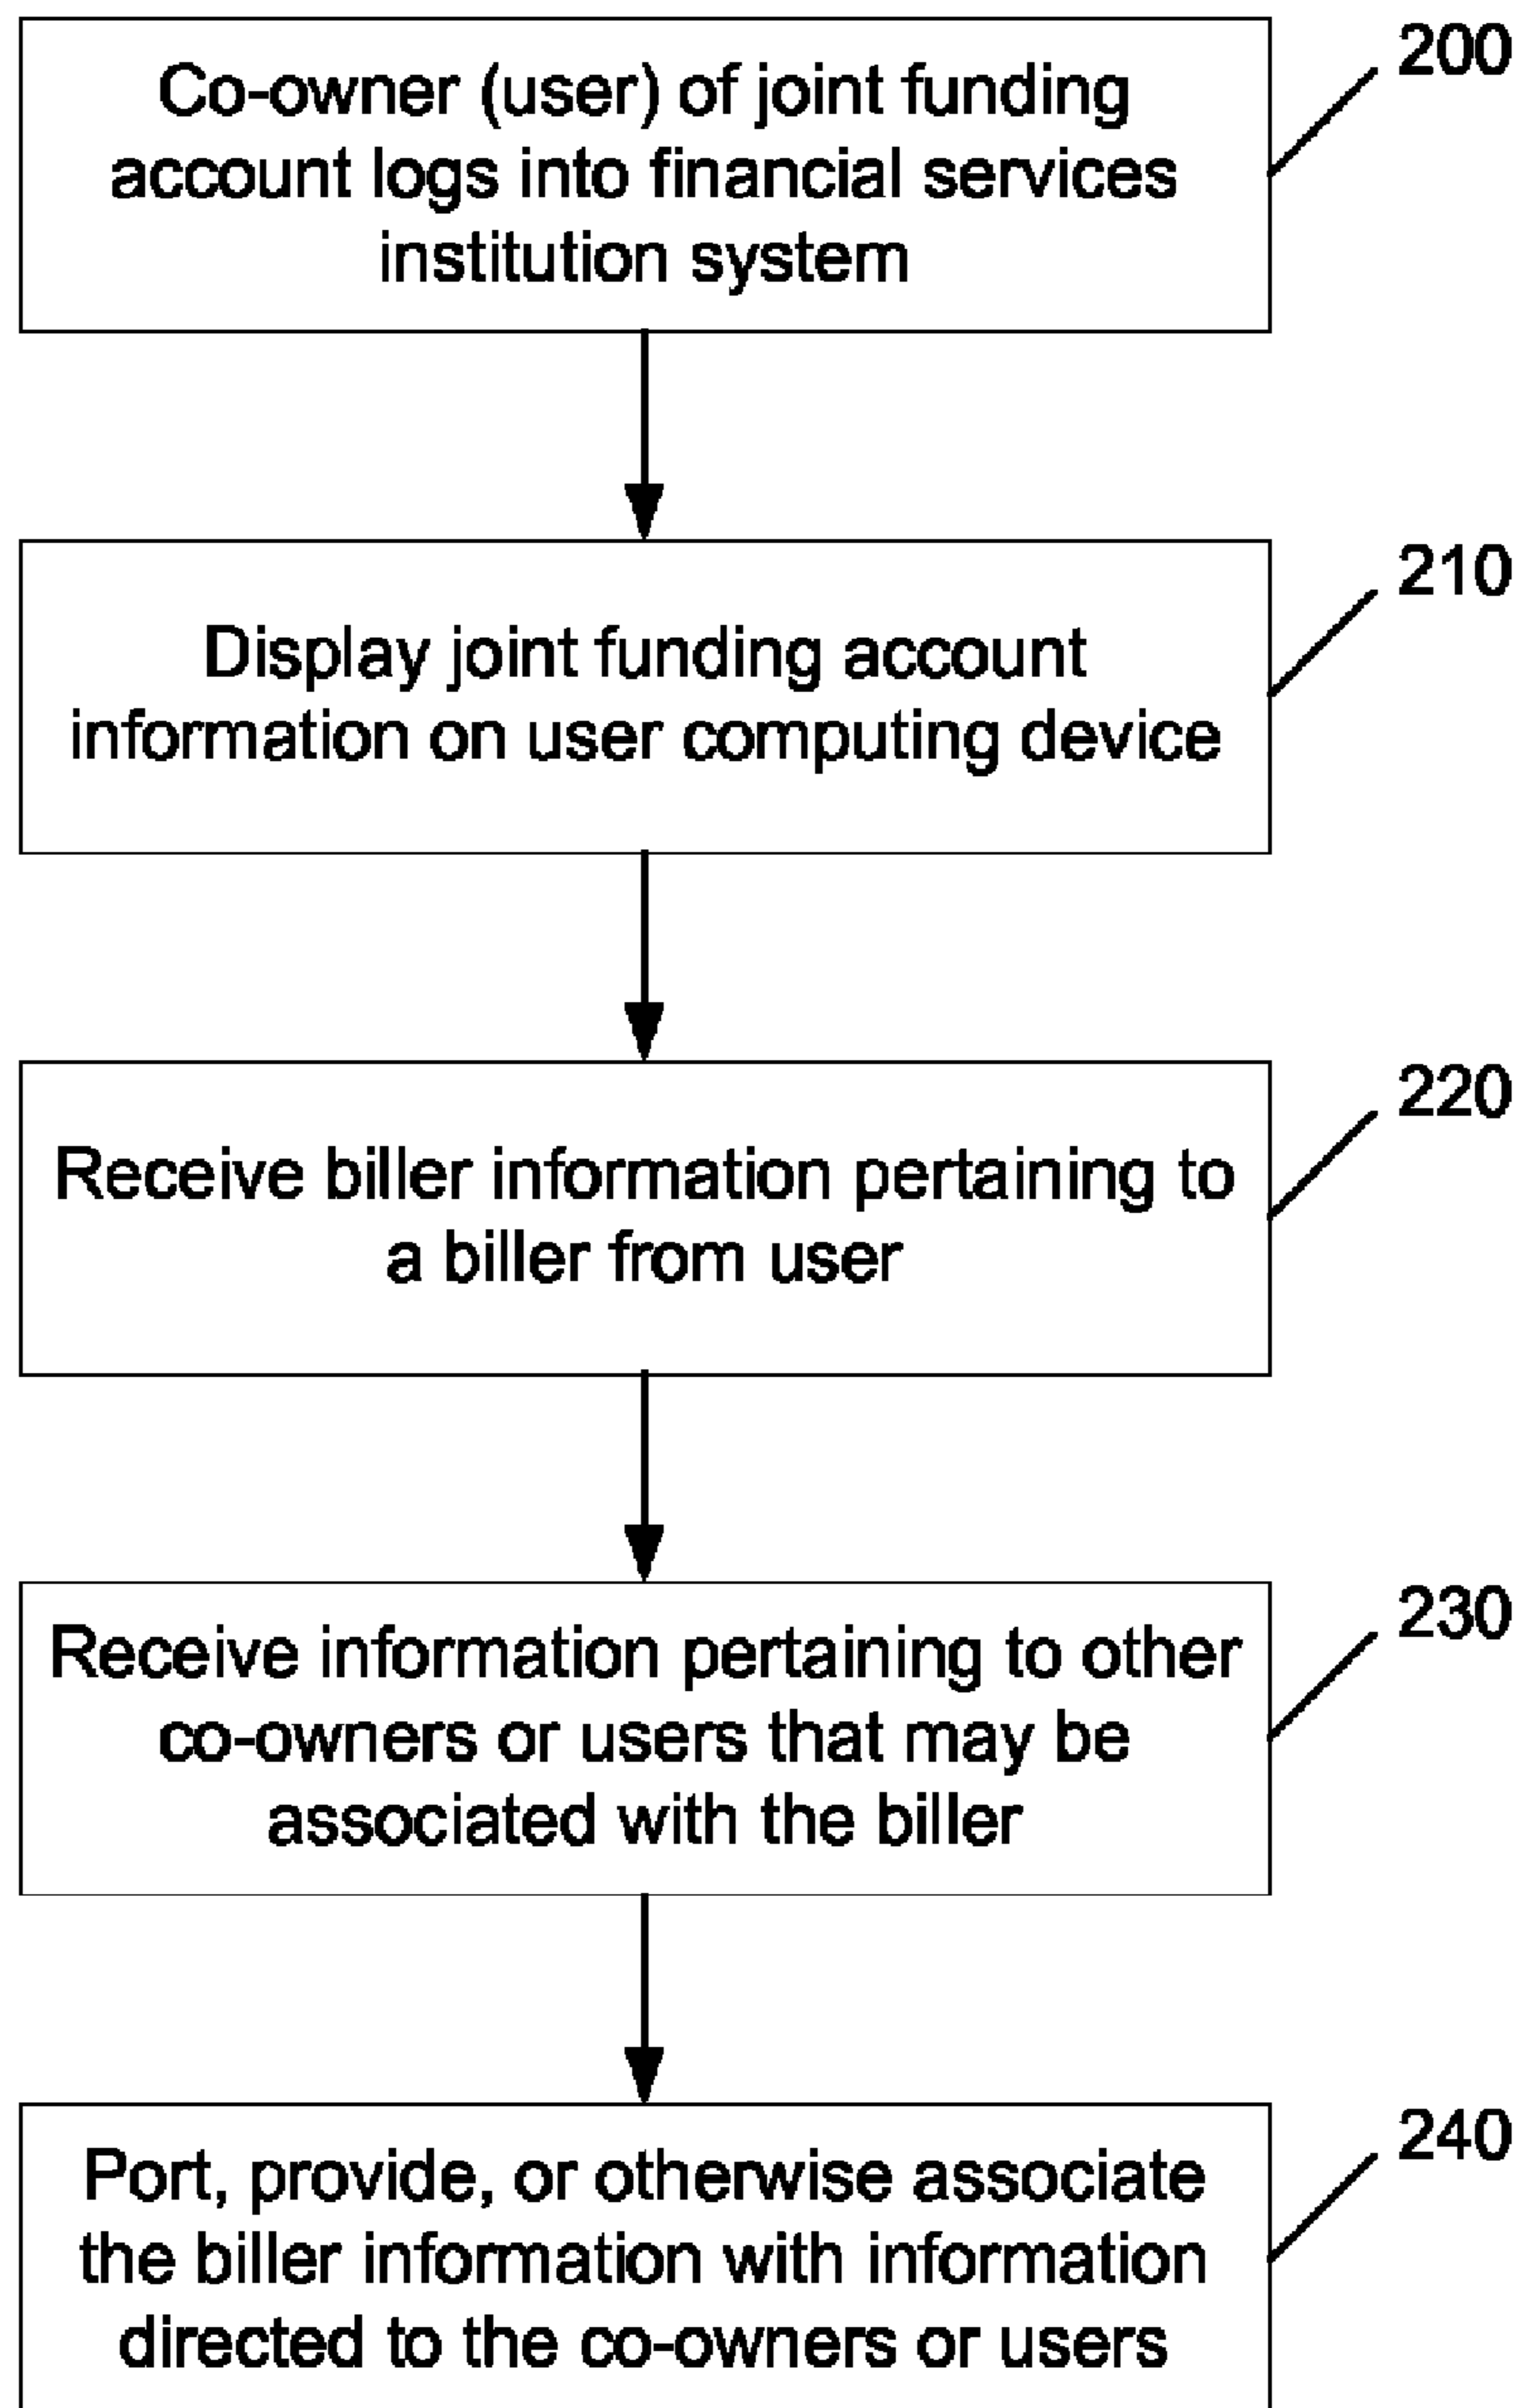 Co-owner (user) of joint funding
account logs into financial services
institution system
200
Display joint funding account
information on user computing device
210
Receive biller information pertaining to
a biller from user
220
Receive information pertaining to other
co-owners or users that may be
associated with the biller
230
Port, provide, or otherwise associate
the biller information with information
directed to the co-owners or users
240